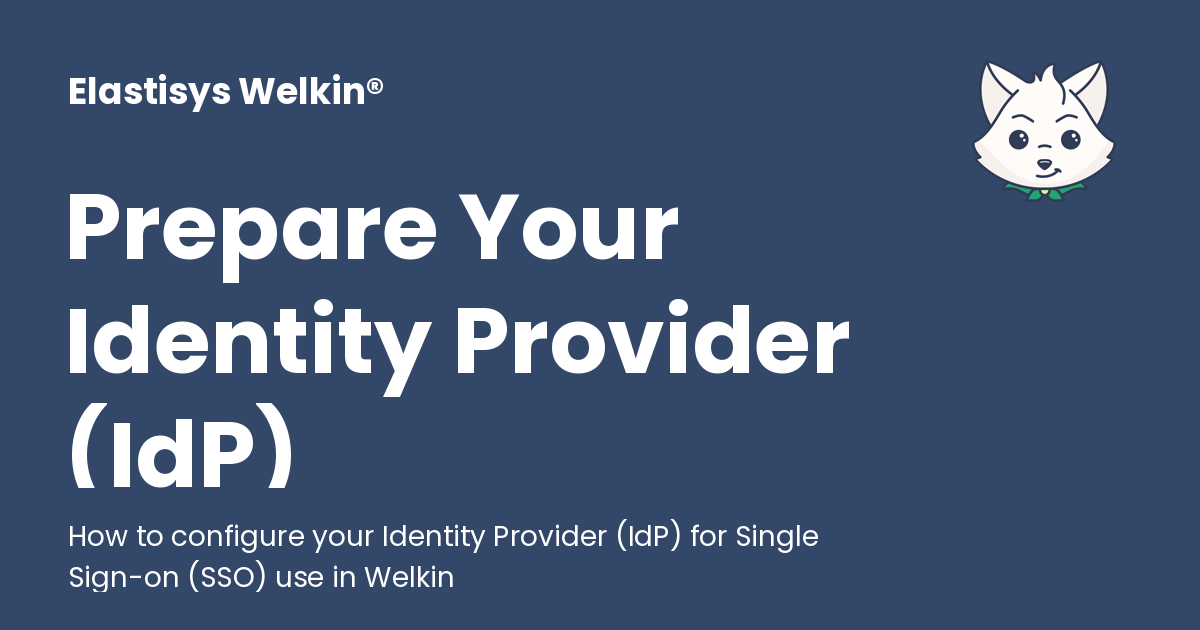 Elastisys Welkin®
Prepare Your
Identity Provider
(IdP)
How to configure your Identity Provider (IdP) for Single
Sign-on (SSO) use in Welkin